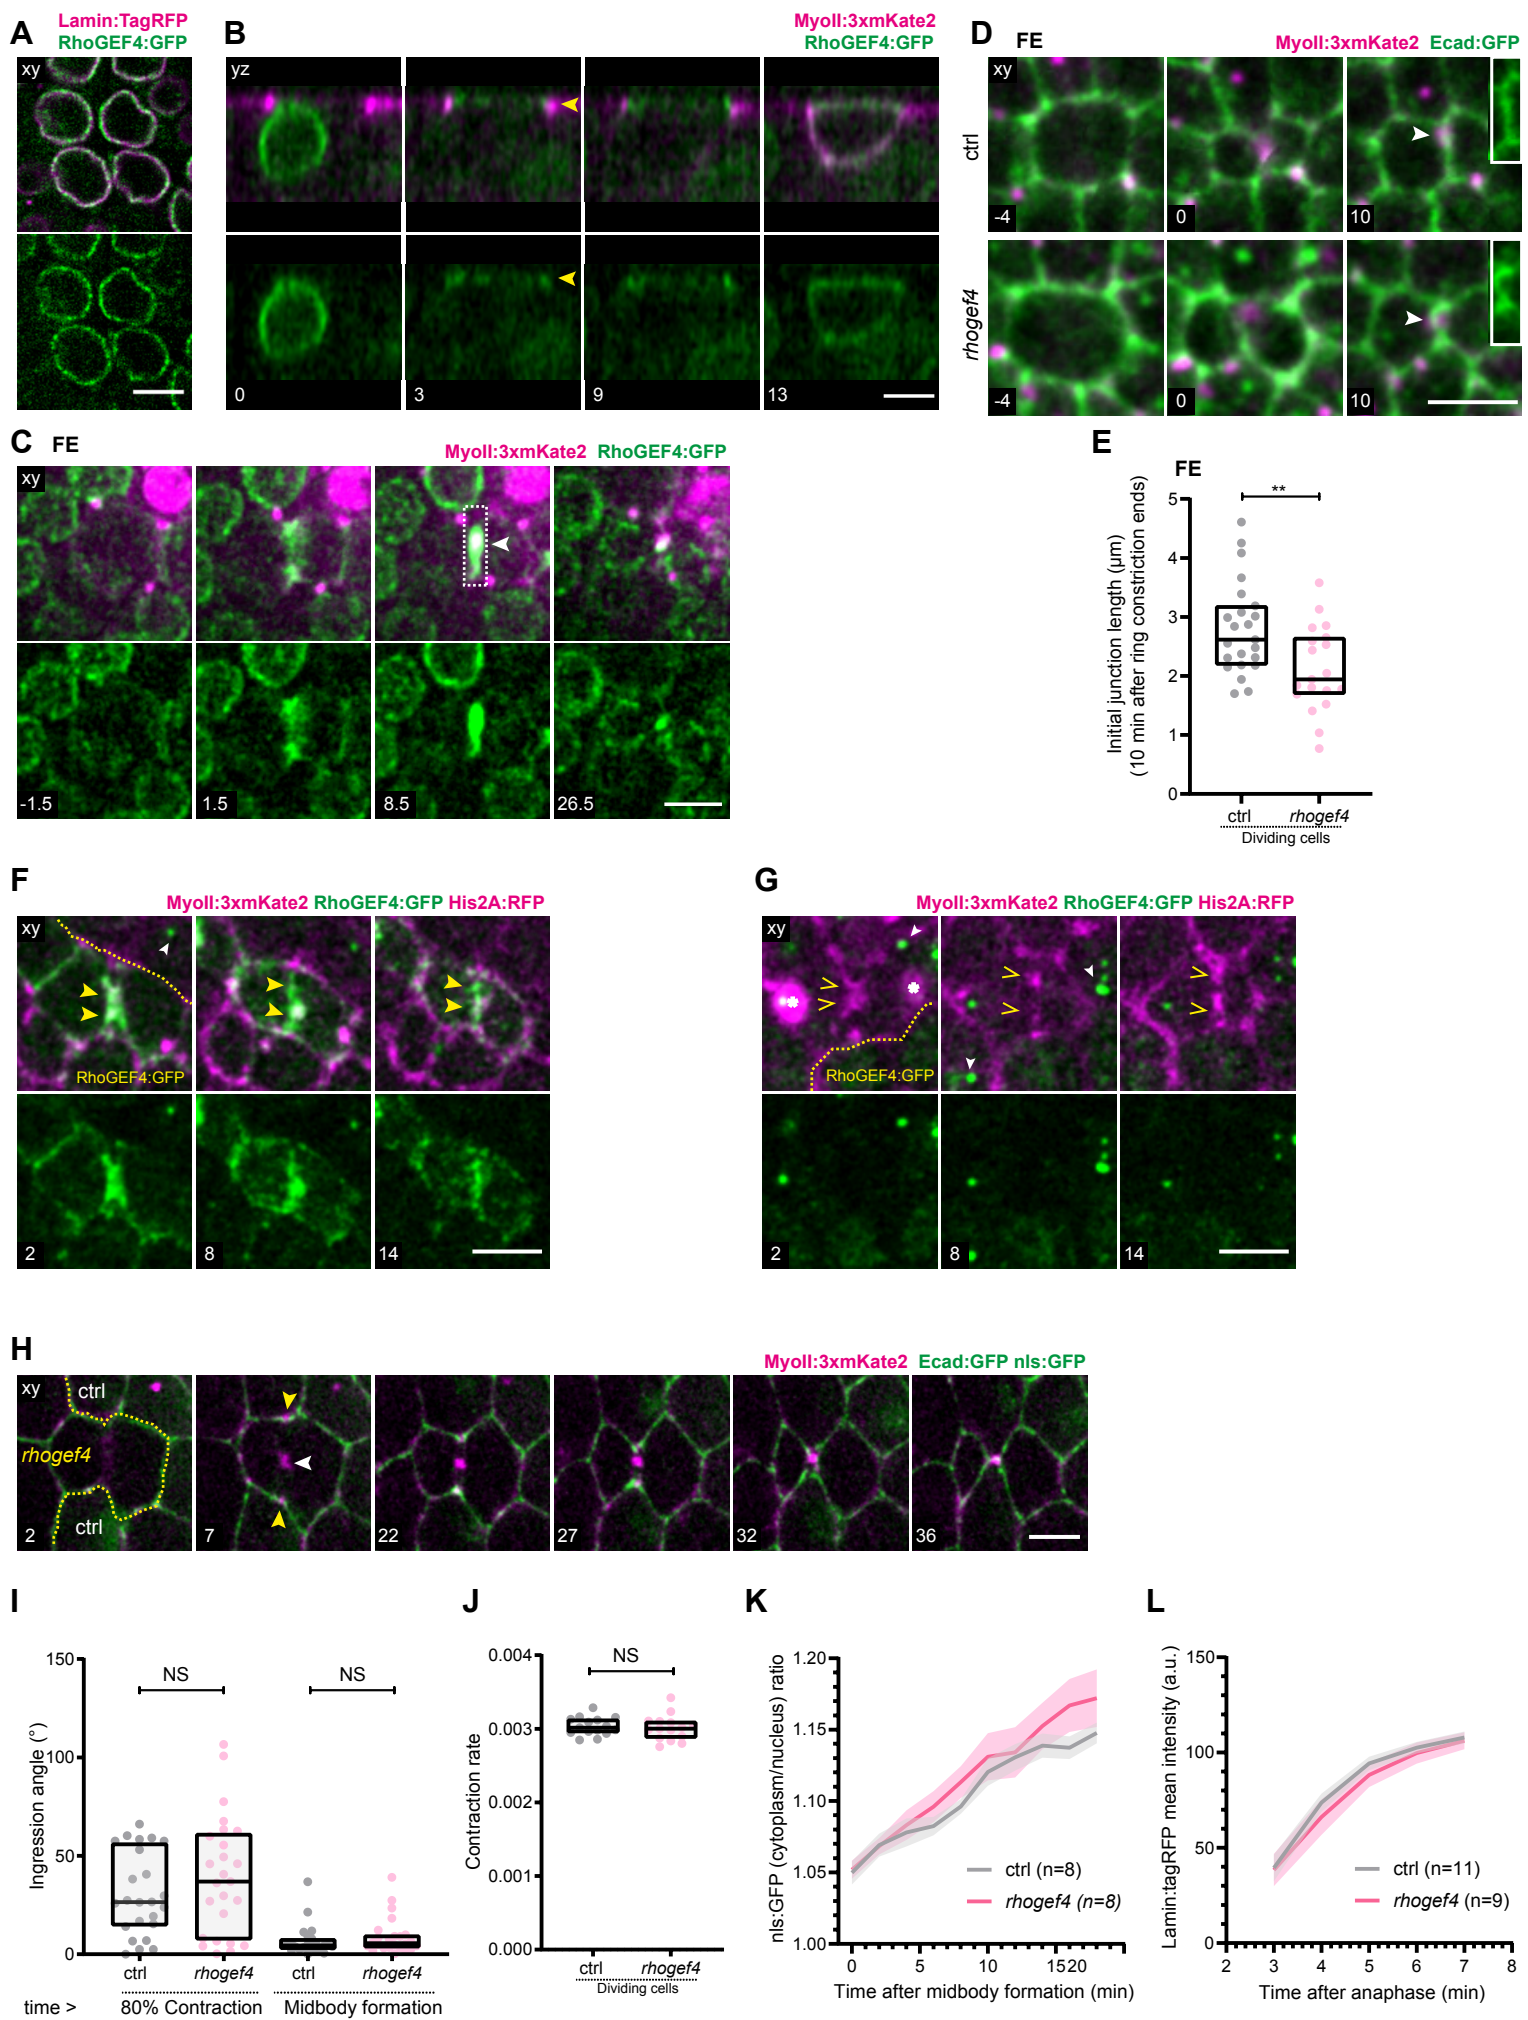 A
Lamin:TagRFP
RhoGEF4:GFP
xy
B
MyoII:3xmKate2
RhoGEF4:GFP
yz
0
3
9
13
D
FE
MyoII:3xmKate2 Ecad:GFP
xy
ctrl
-4
0
10
rhogef4
-4
0
10
C
FE
MyoII:3xmKate2 RhoGEF4:GFP
xy
-1.5
1.5
8.5
26.5
E
FE
**
Initial junction length (µm)
(10 min after ring constriction ends)
5
4
3
2
1
0
ctrl
rhogef4
Dividing cells
F
MyoII:3xmKate2 RhoGEF4:GFP His2A:RFP
xy
RhoGEF4:GFP
2
8
14
G
MyoII:3xmKate2 RhoGEF4:GFP His2A:RFP
xy
RhoGEF4:GFP
2
8
14
H
MyoII:3xmKate2 Ecad:GFP nls:GFP
xy
ctrl
rhogef4
ctrl
2
7
22
27
32
36
I
Ingression angle (°)
150
100
50
0
NS
NS
ctrl
rhogef4
ctrl
rhogef4
time >
80% Contraction
Midbody formation
J
Contraction rate
0.004
0.003
0.002
0.001
0.000
NS
ctrl
rhogef4
Dividing cells
K
nls:GFP (cytoplasm/nucleus) ratio
1.20
1.15
1.10
1.05
1.00
ctrl (n=8)
rhogef4 (n=8)
0
5
10
1520
Time after midbody formation (min)
L
Lamin:tagRFP mean intensity (a.u.)
150
100
50
0
ctrl (n=11)
rhogef4 (n=9)
2
3
4
5
6
7
8
Time after anaphase (min)